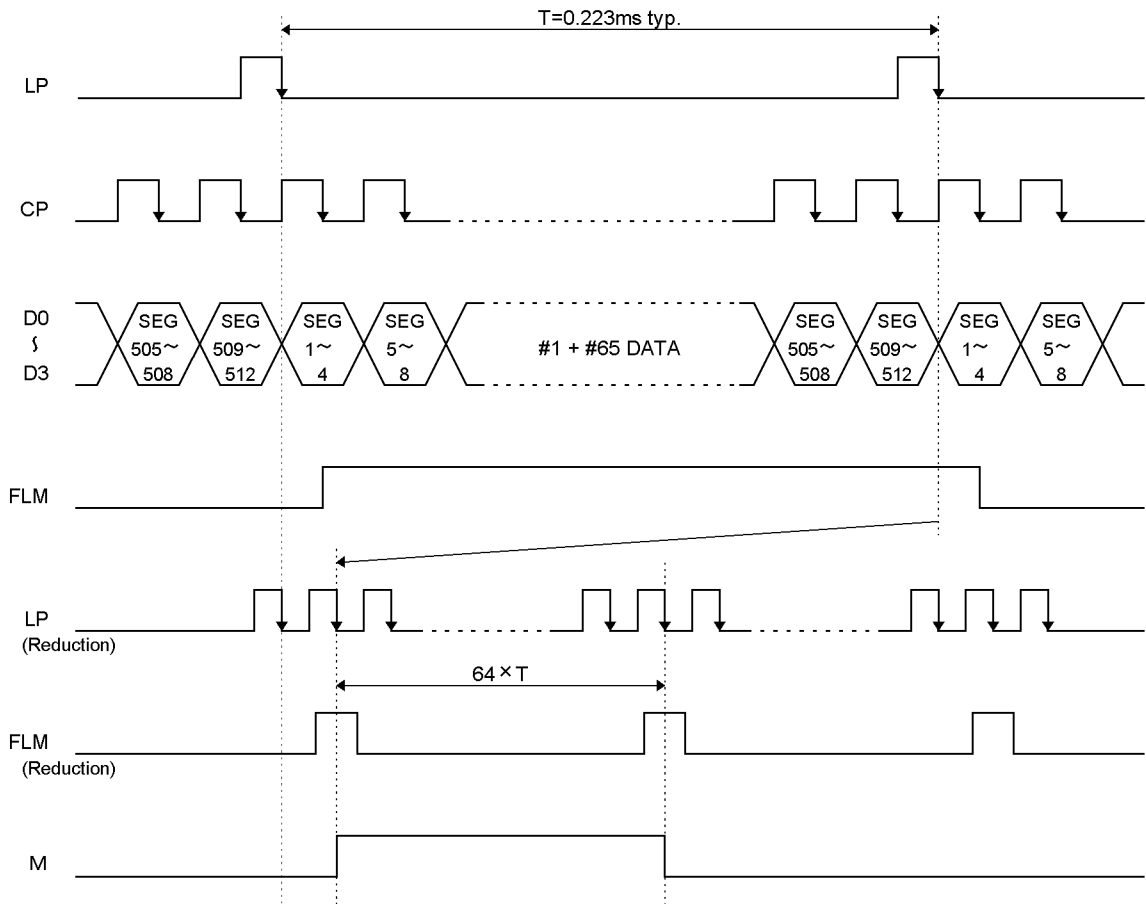 T=0.223ms typ.
LP
CP
D0
~
D3
SEG
505~
508
SEG
509~
512
SEG
1~
4
SEG
5~
8
#1 + #65 DATA
SEG
505~
508
SEG
509~
512
SEG
1~
4
SEG
5~
8
FLM
LP
(Reduction)
64×T
FLM
(Reduction)
M